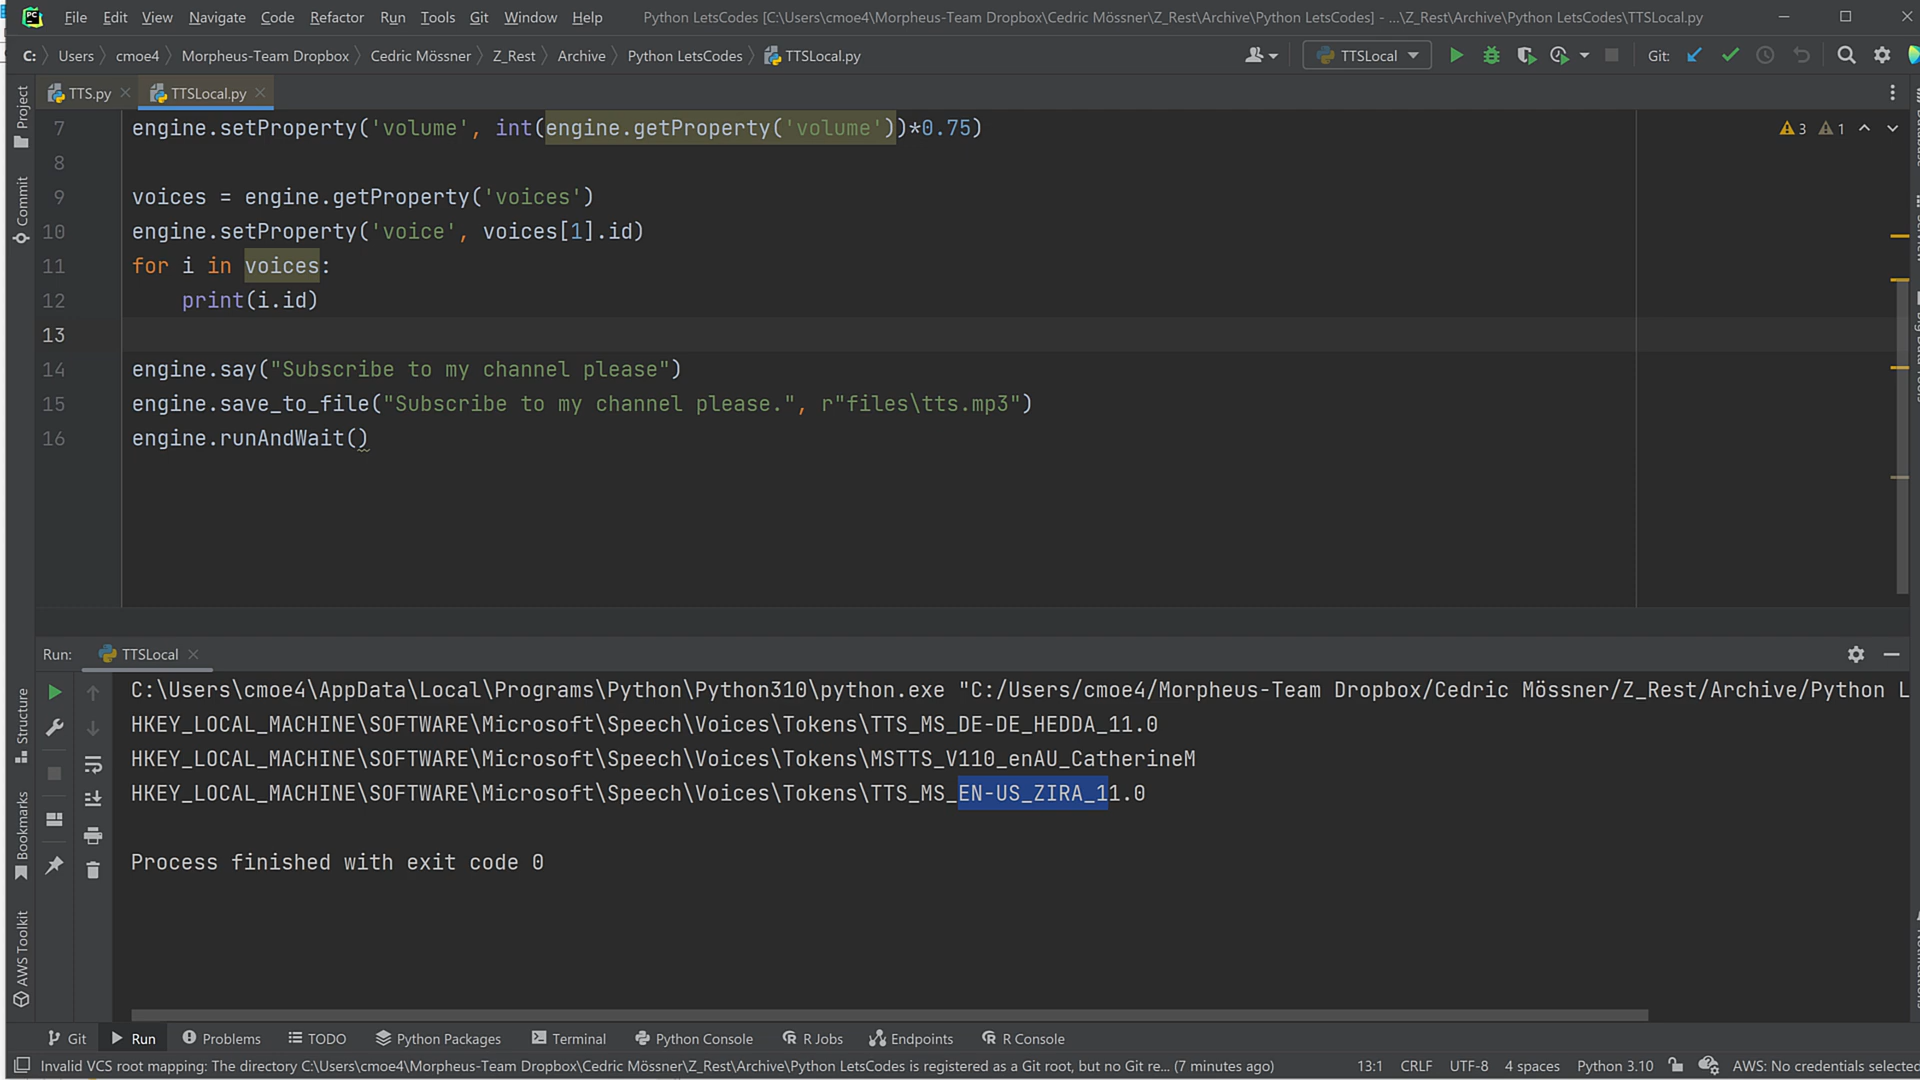 PC File Edit View Navigate Code Refactor Run Tools Git Window Help Python LetsCodes [C:\Users\cmoe4\Morpheus-Team Dropbox\Cedric Mössner\Z_Rest\Archive\Python LetsCodes] - ...\Z_Rest\Archive\Python LetsCodes\TTSLocal.py
C: Users cmoe4 Morpheus-Team Dropbox Cedric Mössner Z_Rest Archive Python LetsCodes TTSLocal.py TTSLocal Git:
TTS.py TTSLocal.py
Project
Commit
7 engine.setProperty('volume', int(engine.getProperty('volume'))*0.75)
3 1
8
9 voices = engine.getProperty('voices')
10 engine.setProperty('voice', voices[1].id)
11 for i in voices:
12 print(i.id)
13
14 engine.say("Subscribe to my channel please")
15 engine.save_to_file("Subscribe to my channel please.", r"files\tts.mp3")
16 engine.runAndWait()
Run: TTSLocal
Structure
Bookmarks
AWS Toolkit
C:\Users\cmoe4\AppData\Local\Programs\Python\Python310\python.exe "C:/Users/cmoe4/Morpheus-Team Dropbox/Cedric Mössner/Z_Rest/Archive/Python L
HKEY_LOCAL_MACHINE\SOFTWARE\Microsoft\Speech\Voices\Tokens\TTS_MS_DE-DE_HEDDA_11.0
HKEY_LOCAL_MACHINE\SOFTWARE\Microsoft\Speech\Voices\Tokens\MSTTS_V110_enAU_CatherineM
HKEY_LOCAL_MACHINE\SOFTWARE\Microsoft\Speech\Voices\Tokens\TTS_MS_EN-US_ZIRA_11.0
Process finished with exit code 0
Git Run Problems TODO Python Packages Terminal Python Console R Jobs Endpoints R Console
Invalid VCS root mapping: The directory C:\Users\cmoe4\Morpheus-Team Dropbox\Cedric Mössner\Z_Rest\Archive\Python LetsCodes is registered as a Git root, but no Git re... (7 minutes ago) 13:1 CRLF UTF-8 4 spaces Python 3.10 AWS: No credentials selected